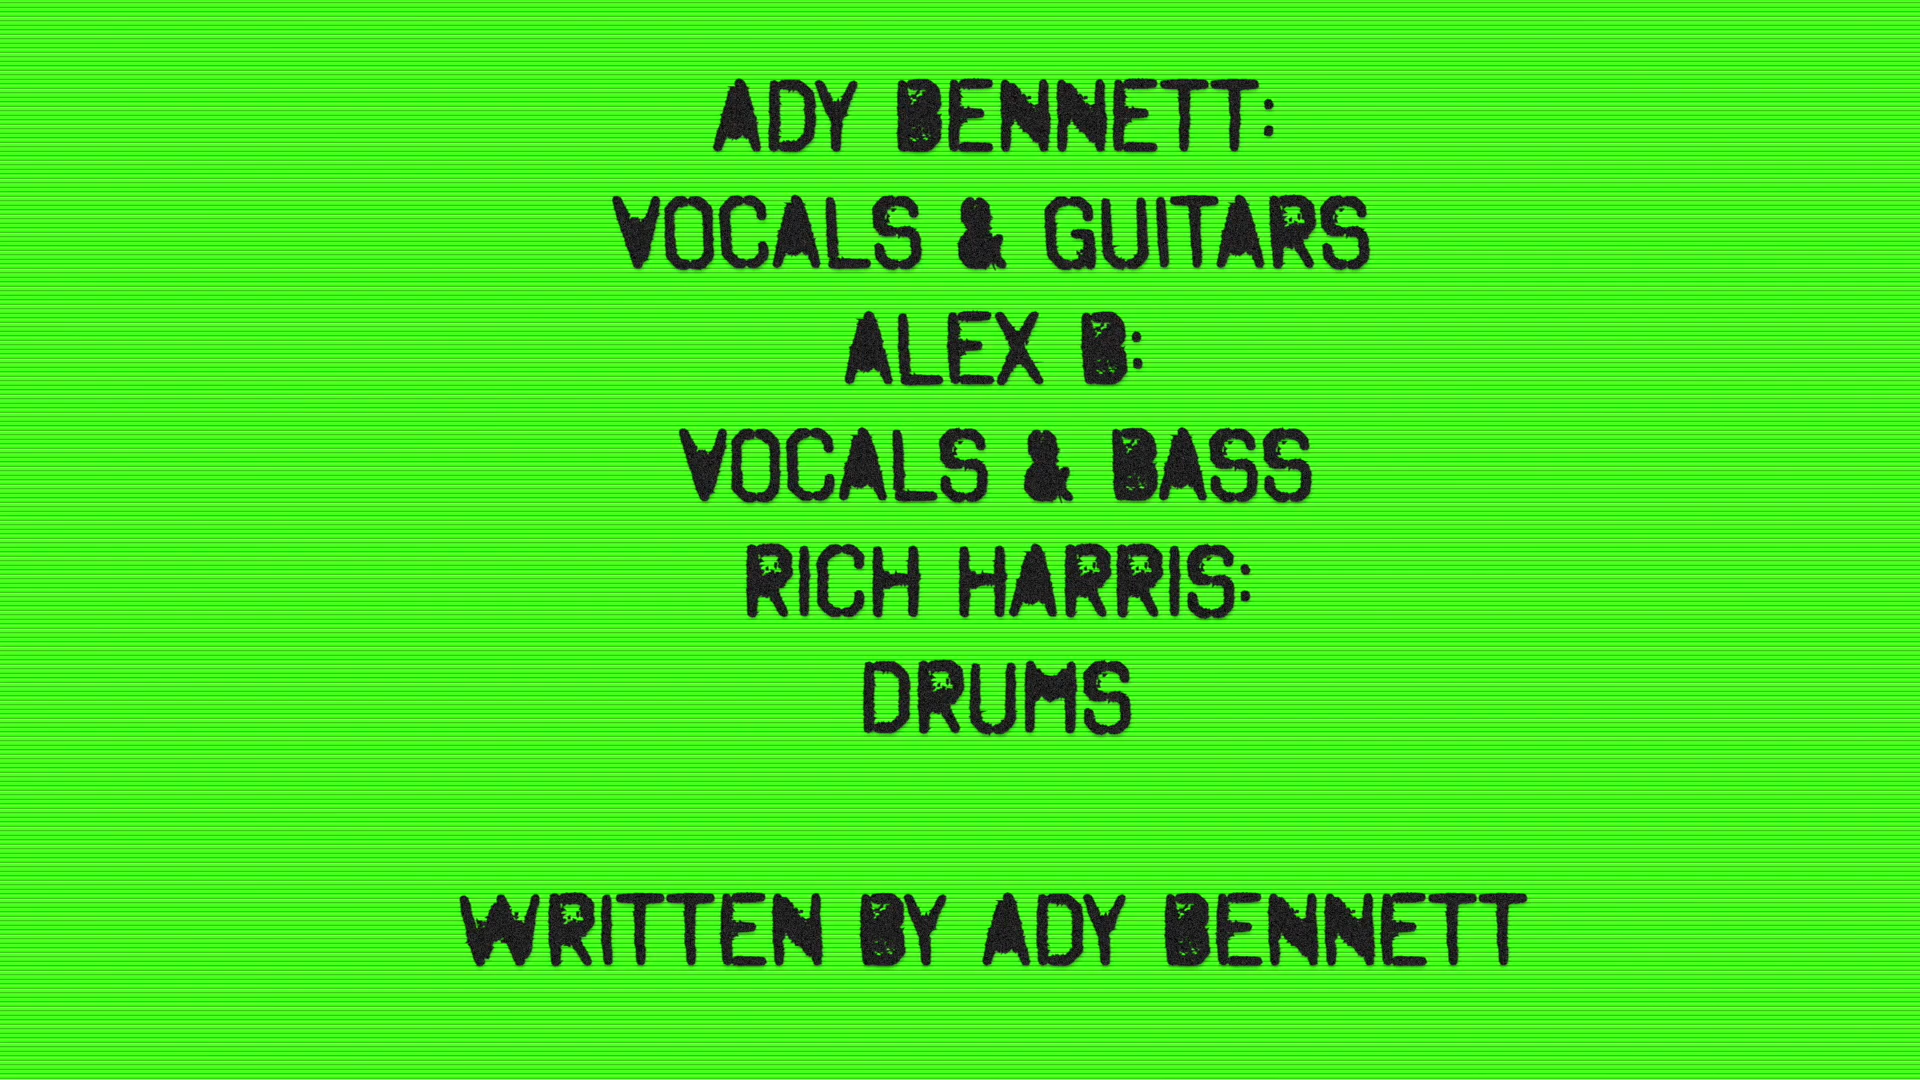 ADY BENNETT:
VOCALS & GUITARS
ALEX B:
VOCALS & BASS
RICH HARRIS:
DRUMS
WRITTEN BY ADY BENNETT